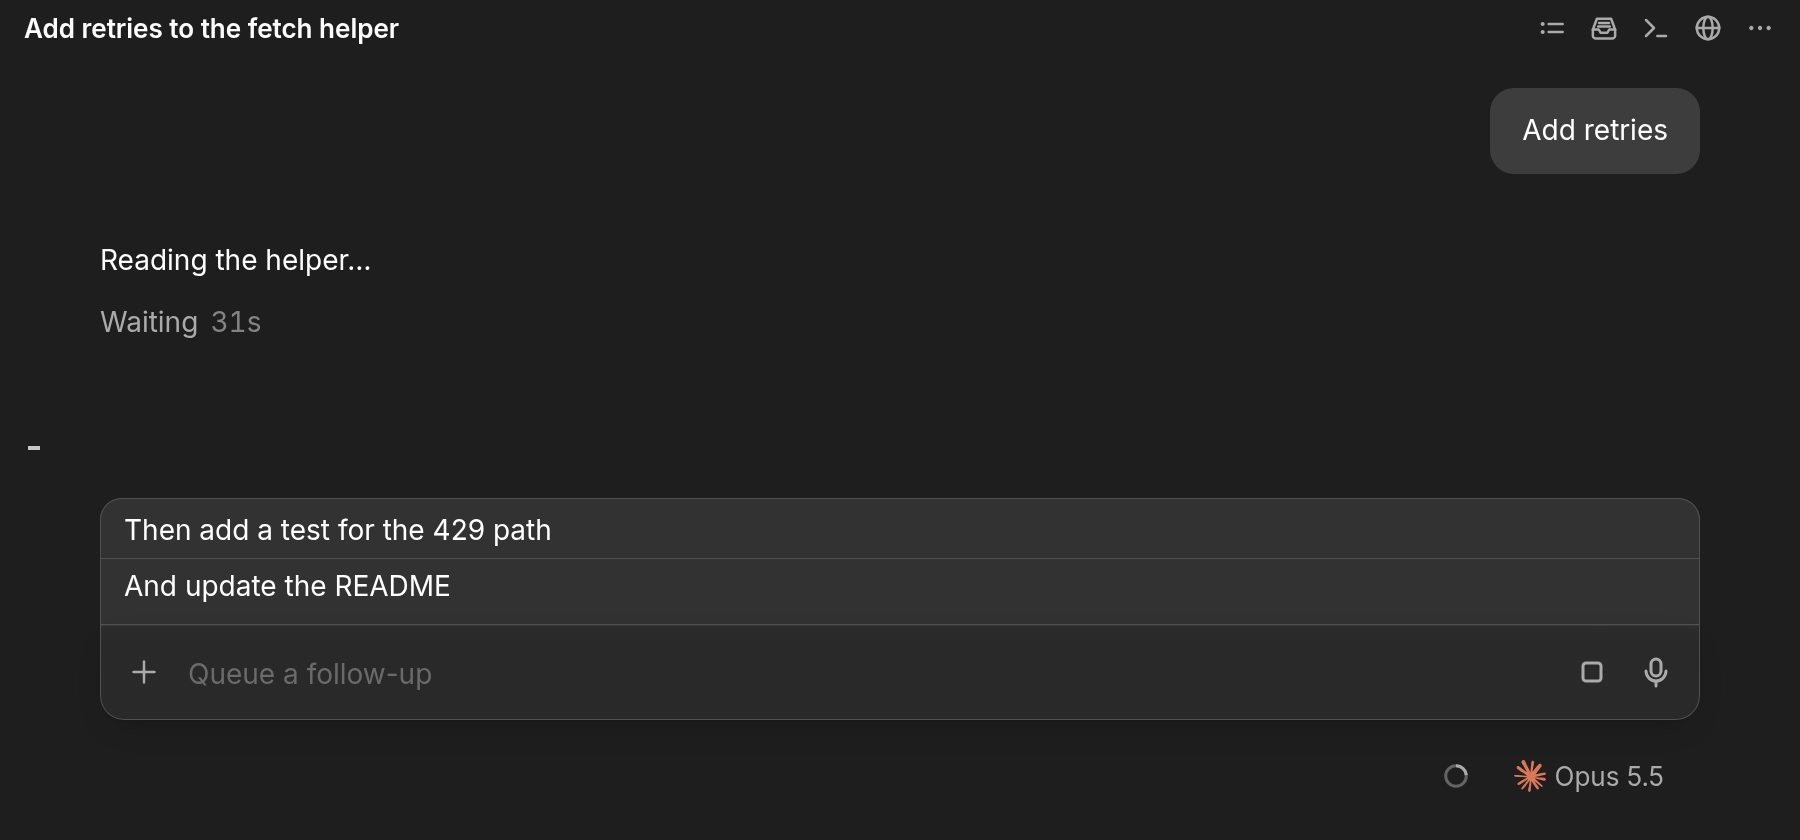 Add retries to the fetch helper
Add retries
Reading the helper...
Waiting 31s
Then add a test for the 429 path
And update the README
Queue a follow-up
Opus 5.5